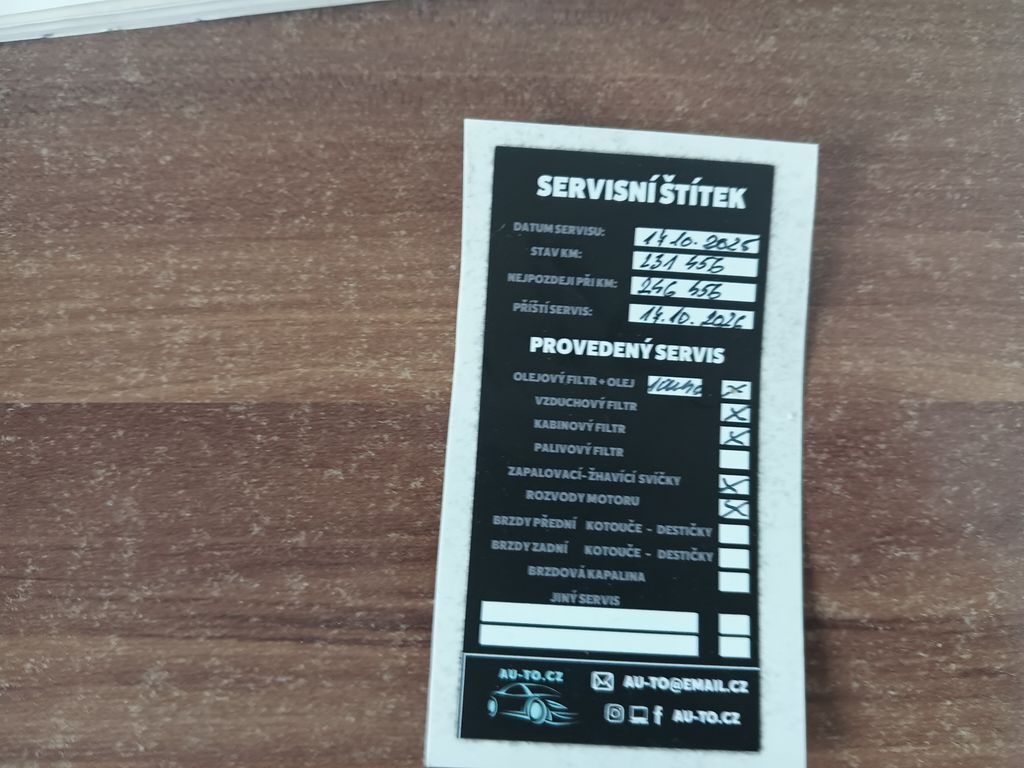 SERVISNÍ ŠTÍTEK
DATUM SERVISU: 14.10.2025
STAV KM: 231 456
NEJPOZDEJI PŘI KM: 246 456
PŘÍŠTÍ SERVIS: 14.10.2026
PROVEDENÝ SERVIS
OLEJOVÝ FILTR + OLEJ 10W40 X
VZDUCHOVÝ FILTR X
KABINOVÝ FILTR X
PALIVOVÝ FILTR
ZAPALOVACÍ-ŽHAVÍCÍ SVÍČKY X
ROZVODY MOTORU X
BRZDY PŘEDNÍ KOTOUČE - DESTIČKY
BRZDY ZADNÍ KOTOUČE - DESTIČKY
BRZDOVÁ KAPALINA
JINÝ SERVIS
AU-TO.CZ AU-TO@EMAIL.CZ
AU-TO.CZ